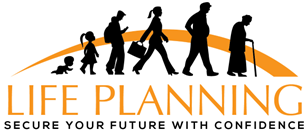 LIFE PLANNING
SECURE YOUR FUTURE WITH CONFIDENCE